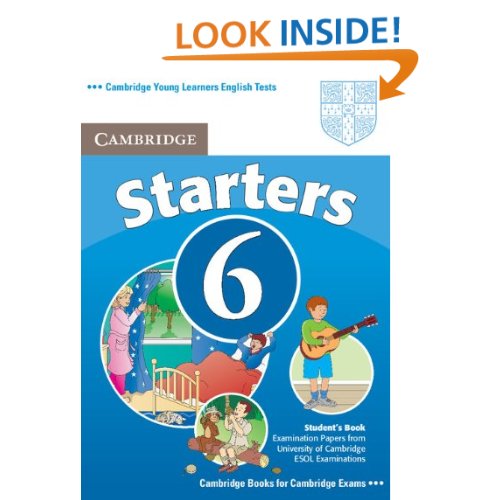 LOOK INSIDE!
••• Cambridge Young Learners English Tests
CAMBRIDGE
Starters
6
Student's Book
Examination Papers from
University of Cambridge
ESOL Examinations
Cambridge Books for Cambridge Exams •••